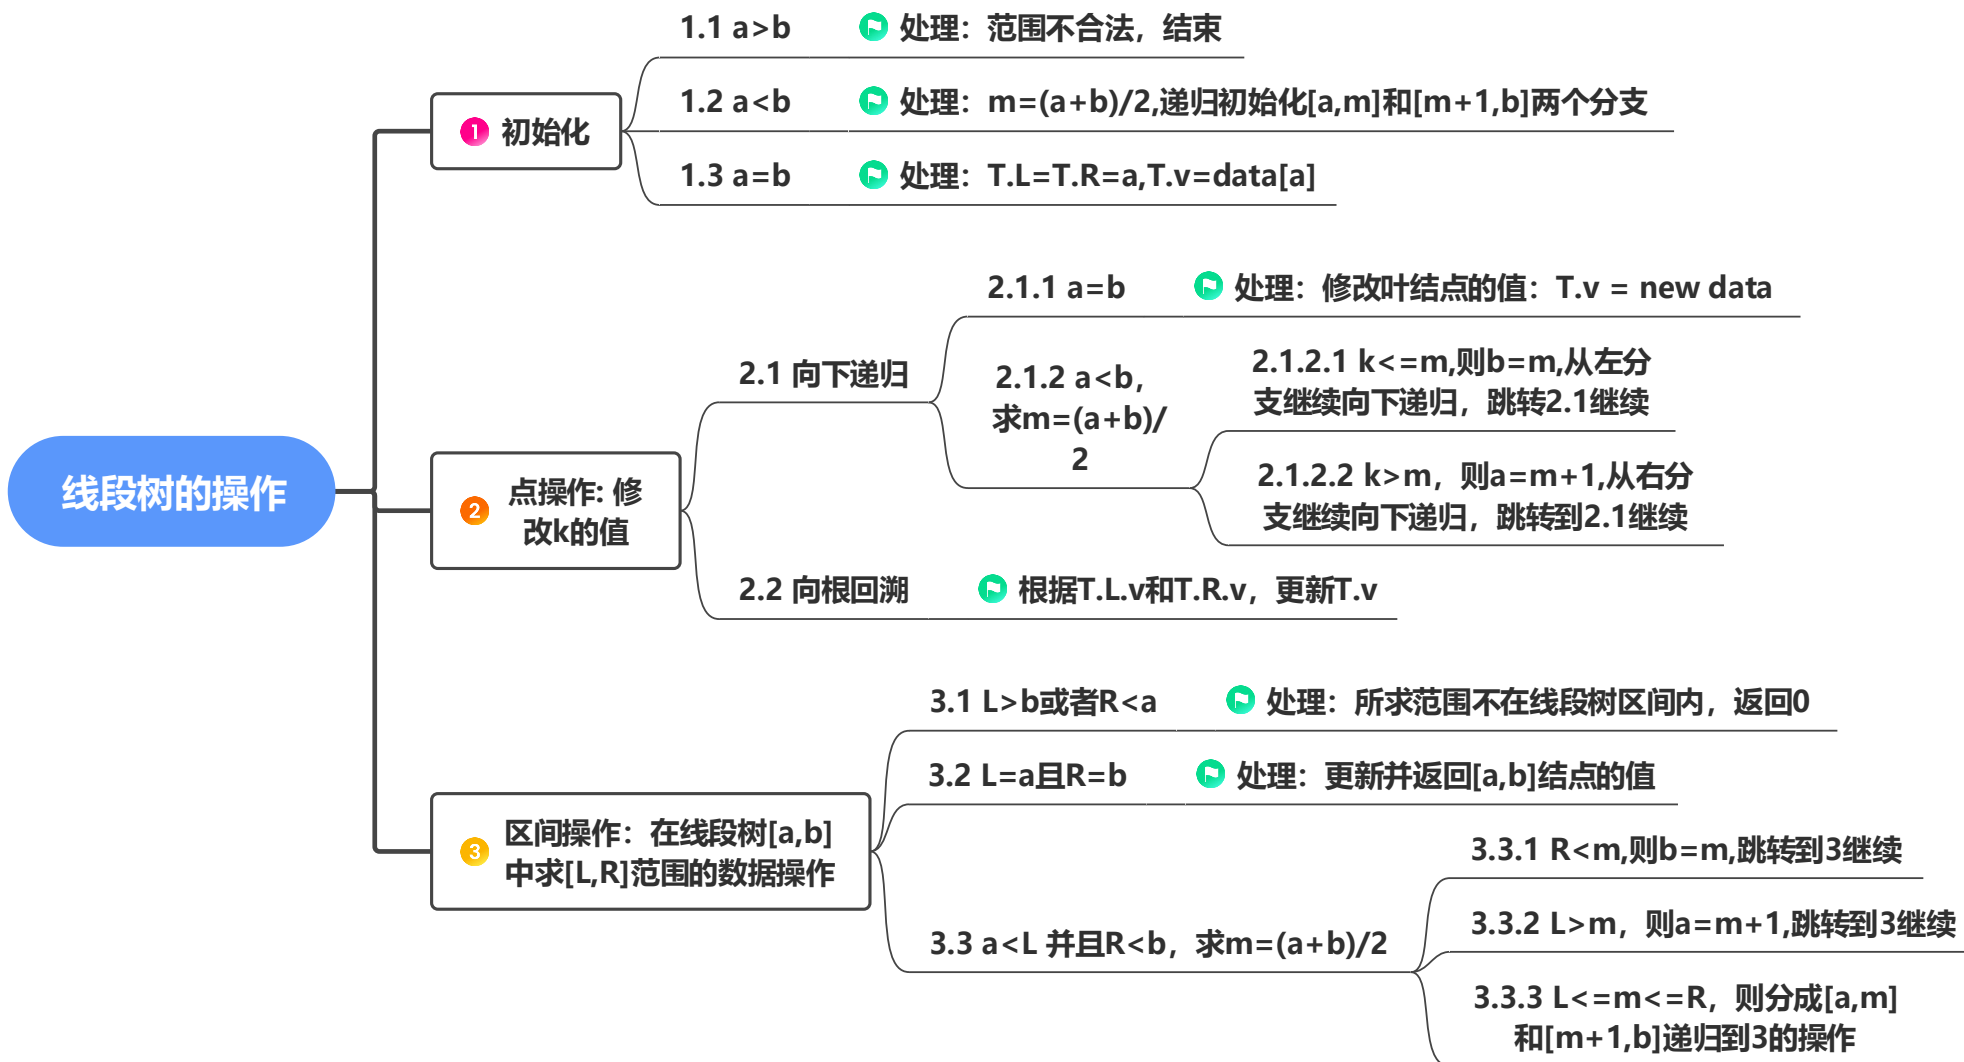 线段树的操作
1 初始化
1.1 a>b
处理：范围不合法，结束
1.2 a<b
处理：m=(a+b)/2,递归初始化[a,m]和[m+1,b]两个分支
1.3 a=b
处理：T.L=T.R=a,T.v=data[a]
2 点操作: 修
改k的值
2.1 向下递归
2.1.1 a=b
处理：修改叶结点的值：T.v = new data
2.1.2 a<b，
求m=(a+b)/
2
2.1.2.1 k<=m,则b=m,从左分
支继续向下递归，跳转2.1继续
2.1.2.2 k>m，则a=m+1,从右分
支继续向下递归，跳转到2.1继续
2.2 向根回溯
根据T.L.v和T.R.v，更新T.v
3 区间操作：在线段树[a,b]
中求[L,R]范围的数据操作
3.1 L>b或者R<a
处理：所求范围不在线段树区间内，返回0
3.2 L=a且R=b
处理：更新并返回[a,b]结点的值
3.3 a<L 并且R<b，求m=(a+b)/2
3.3.1 R<m,则b=m,跳转到3继续
3.3.2 L>m，则a=m+1,跳转到3继续
3.3.3 L<=m<=R，则分成[a,m]
和[m+1,b]递归到3的操作